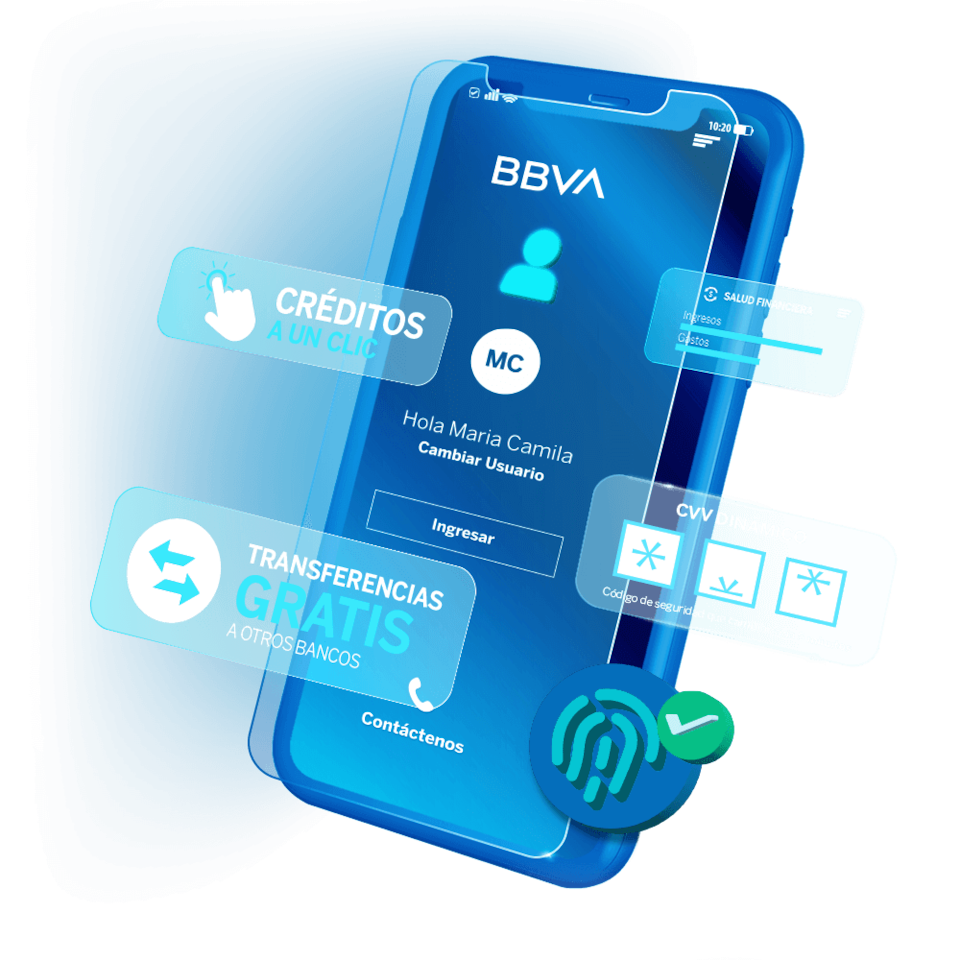 10:20
BBVA
CRÉDITOS
A UN CLIC
SALUD FINANCIERA
Ingresos
Gastos
MC
Hola Maria Camila
Cambiar Usuario
Ingresar
CVV
Código de seguridad
TRANSFERENCIAS
GRATIS
A OTROS BANCOS
Contáctenos